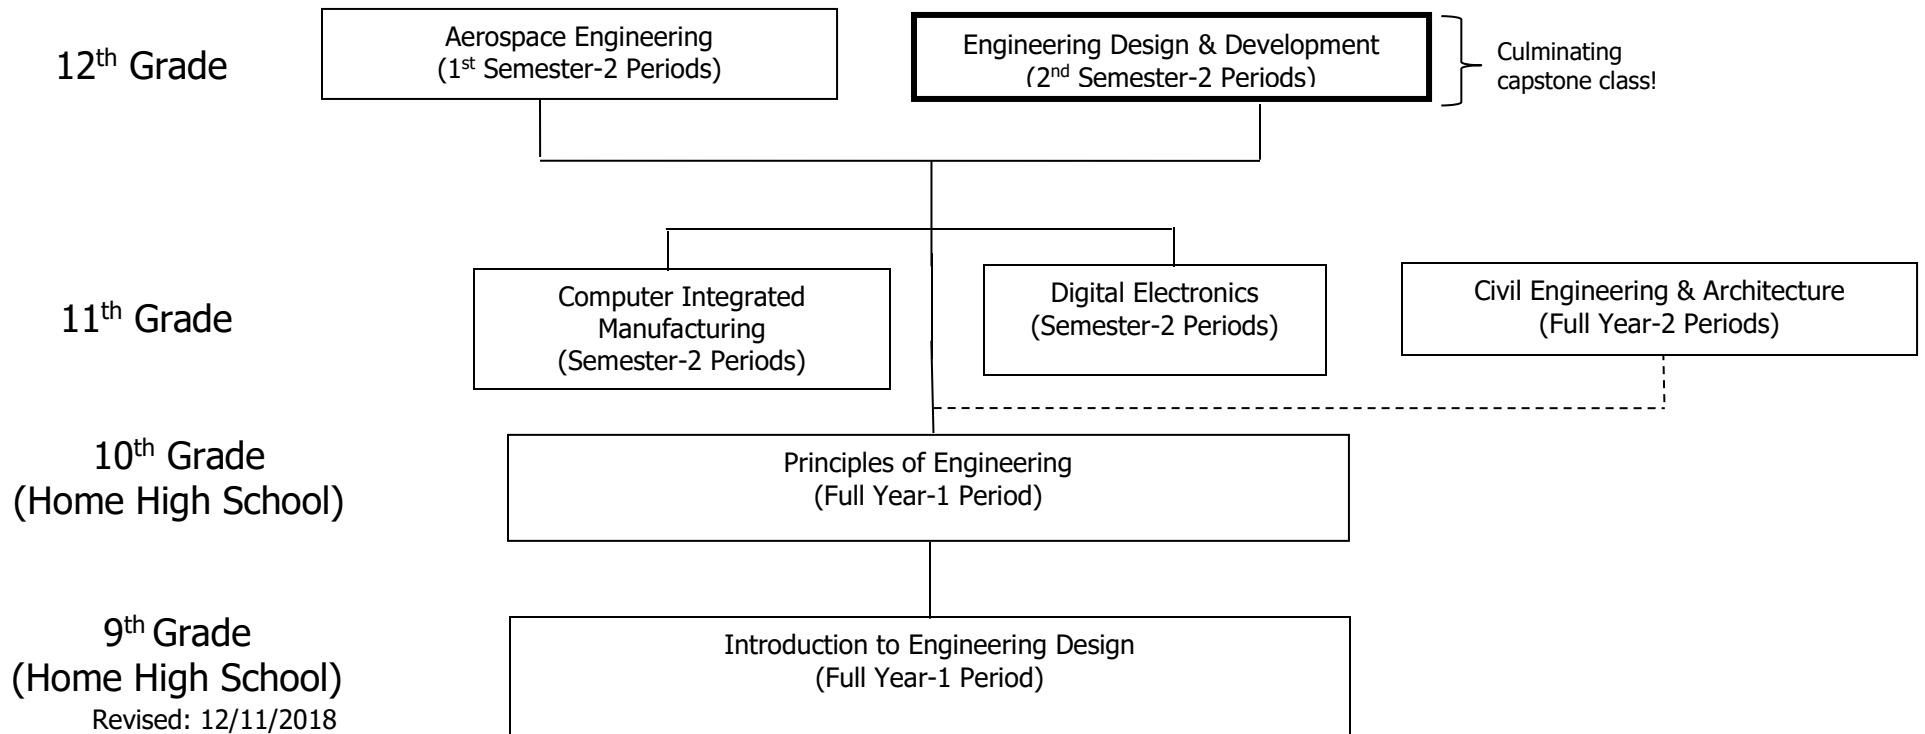 12th Grade
Aerospace Engineering
(1st Semester-2 Periods)
Engineering Design & Development
(2nd Semester-2 Periods)
Culminating
capstone class!
11th Grade
Computer Integrated
Manufacturing
(Semester-2 Periods)
Digital Electronics
(Semester-2 Periods)
Civil Engineering & Architecture
(Full Year-2 Periods)
10th Grade
(Home High School)
Principles of Engineering
(Full Year-1 Period)
9th Grade
(Home High School)
Revised: 12/11/2018
Introduction to Engineering Design
(Full Year-1 Period)